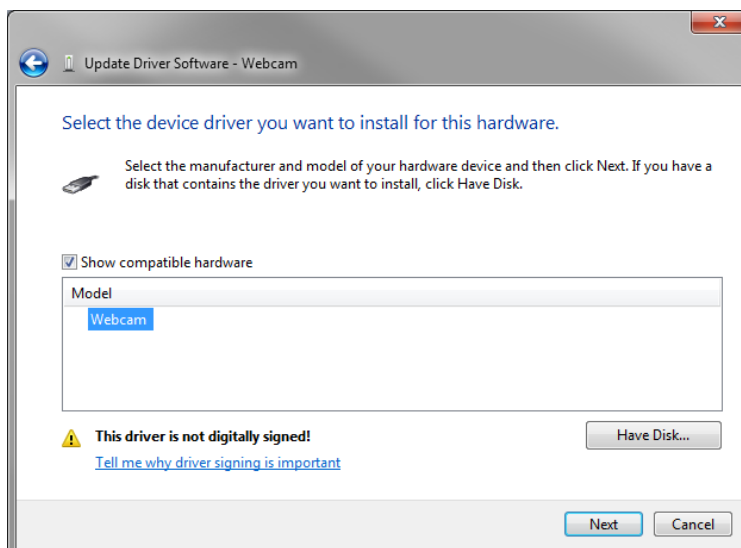 Update Driver Software - Webcam
Select the device driver you want to install for this hardware.
Select the manufacturer and model of your hardware device and then click Next. If you have a
disk that contains the driver you want to install, click Have Disk.
Show compatible hardware
Model
Webcam
This driver is not digitally signed!
Have Disk...
Tell me why driver signing is important
Next
Cancel